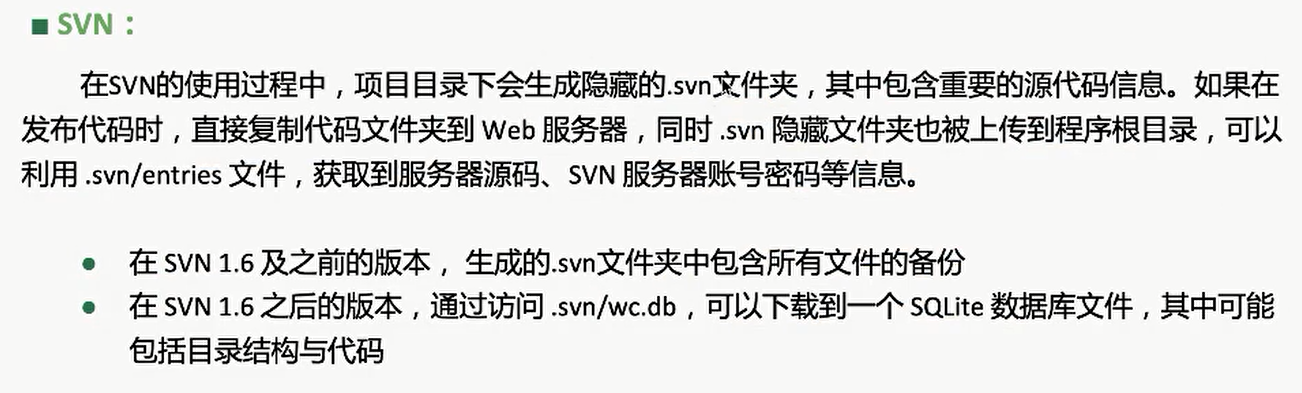 SVN：
在SVN的使用过程中，项目目录下会生成隐藏的.svn文件夹，其中包含重要的源代码信息。如果在
发布代码时，直接复制代码文件夹到 Web 服务器，同时 .svn 隐藏文件夹也被上传到程序根目录，可以
利用 .svn/entries 文件，获取到服务器源码、SVN 服务器账号密码等信息。
在 SVN 1.6 及之前的版本， 生成的.svn文件夹中包含所有文件的备份
在 SVN 1.6 之后的版本，通过访问 .svn/wc.db，可以下载到一个 SQLite 数据库文件，其中可能
包括目录结构与代码